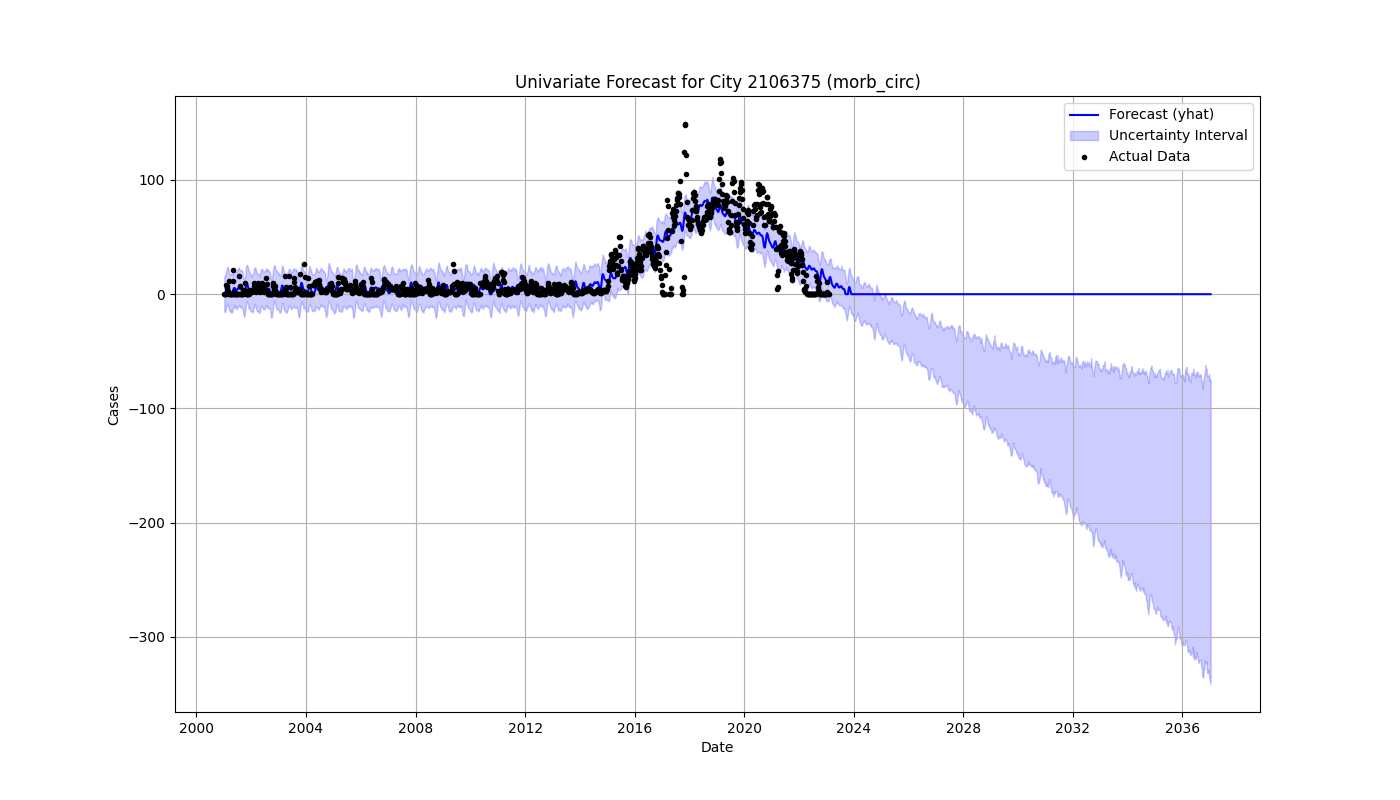 Univariate Forecast for City 2106375 (morb_circ)
Forecast (yhat)
Uncertainty Interval
Actual Data
100
0
−100
−200
−300
Cases
2000 2004 2008 2012 2016 2020 2024 2028 2032 2036
Date